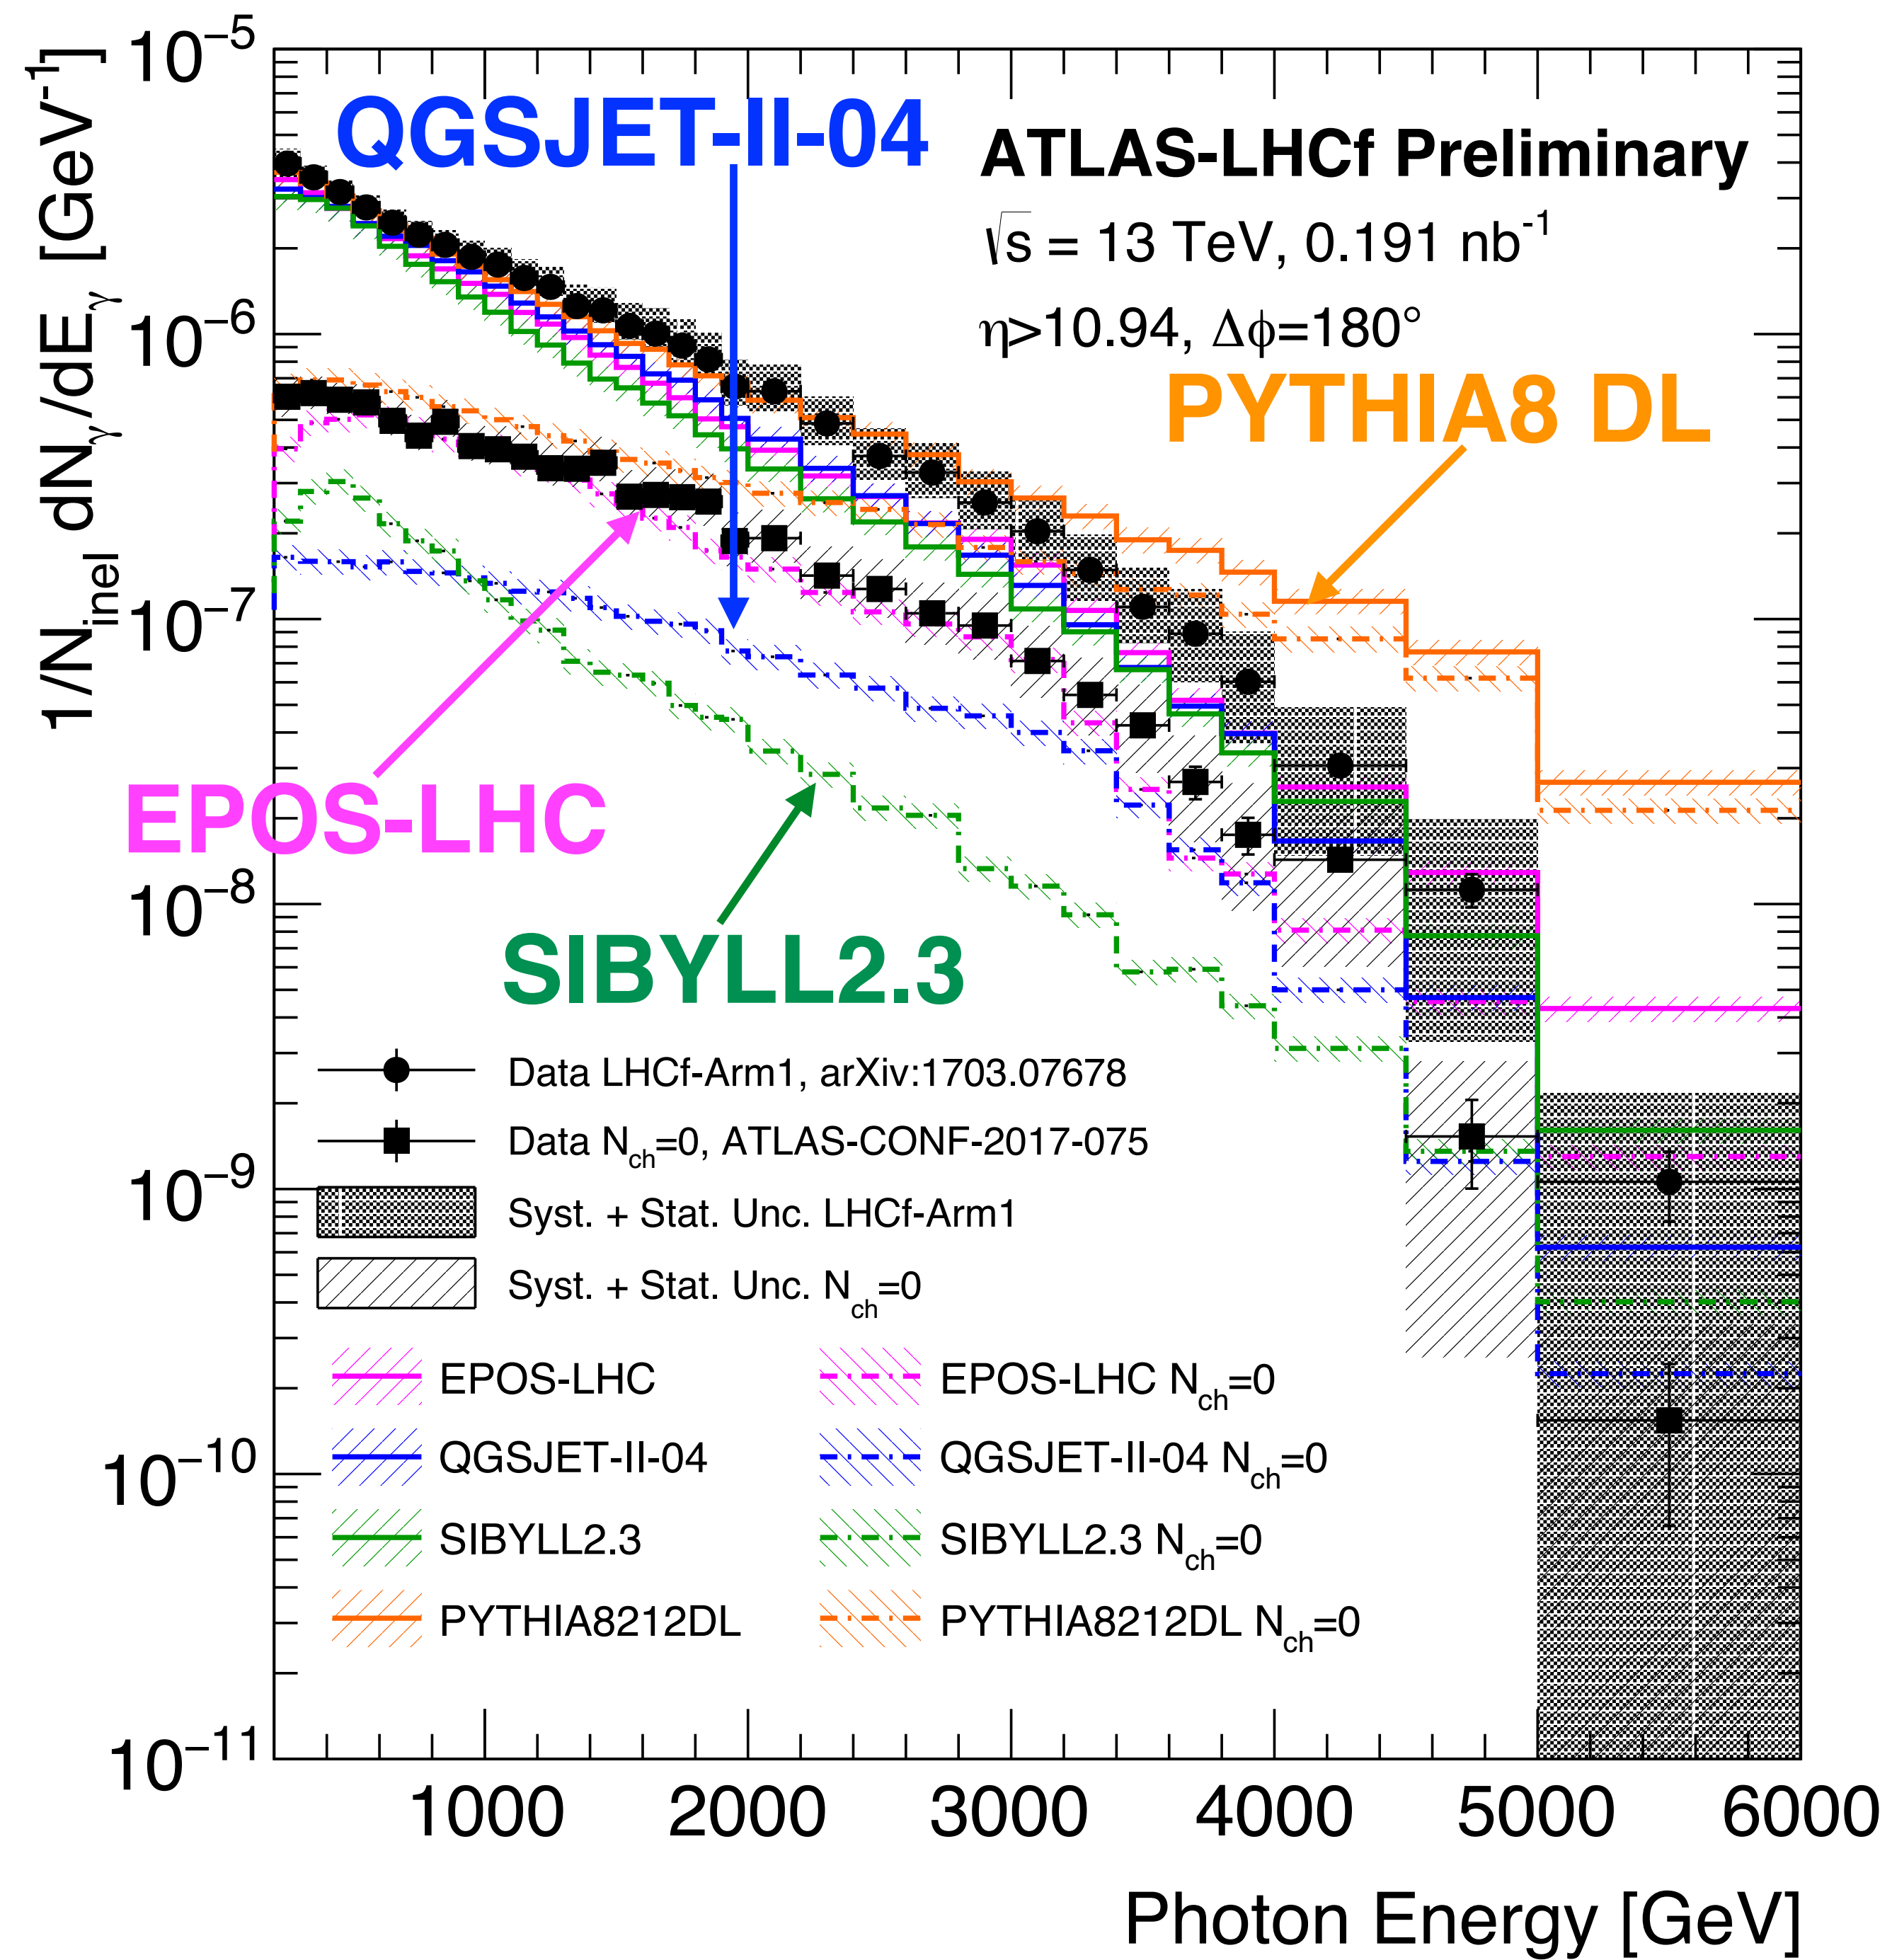 1/N_inel dN_γ/dE_γ [GeV^-1]
10^−5
10^−6
10^−7
10^−8
10^−9
10^−10
10^−11
QGSJET-II-04
ATLAS-LHCf Preliminary
√s = 13 TeV, 0.191 nb^-1
η>10.94, Δϕ=180°
PYTHIA8 DL
EPOS-LHC
SIBYLL2.3
Data LHCf-Arm1, arXiv:1703.07678
Data N_ch=0, ATLAS-CONF-2017-075
Syst. + Stat. Unc. LHCf-Arm1
Syst. + Stat. Unc. N_ch=0
EPOS-LHC EPOS-LHC N_ch=0
QGSJET-II-04 QGSJET-II-04 N_ch=0
SIBYLL2.3 SIBYLL2.3 N_ch=0
PYTHIA8212DL PYTHIA8212DL N_ch=0
1000 2000 3000 4000 5000 6000
Photon Energy [GeV]